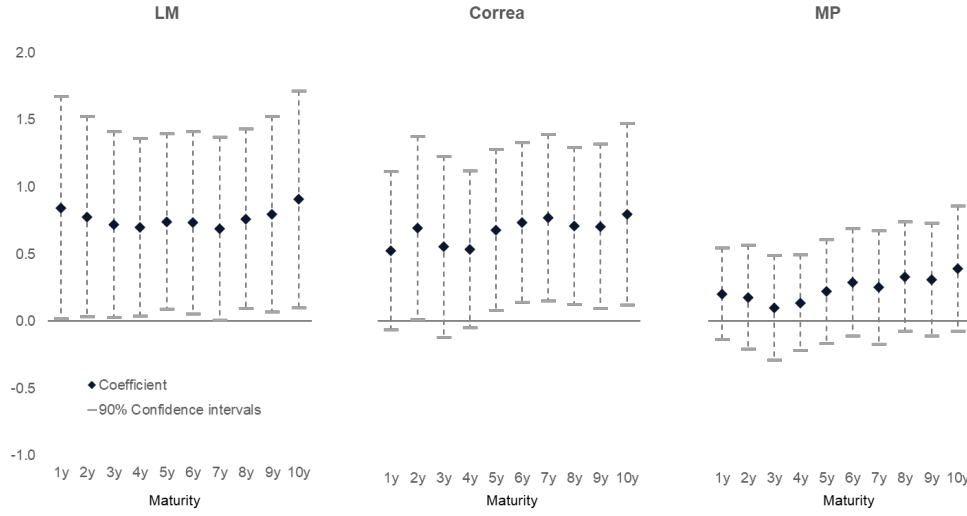 LM Correa MP
2.0
1.5
1.0
0.5
0.0
-0.5
-1.0
Coefficient
90% Confidence intervals
1y 2y 3y 4y 5y 6y 7y 8y 9y 10y
Maturity
1y 2y 3y 4y 5y 6y 7y 8y 9y 10y
Maturity
1y 2y 3y 4y 5y 6y 7y 8y 9y 10y
Maturity